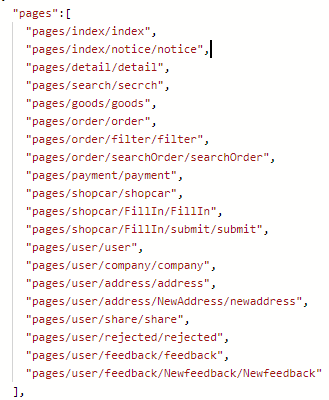 "pages":[
"pages/index/index",
"pages/index/notice/notice",
"pages/detail/detail",
"pages/search/secrch",
"pages/goods/goods",
"pages/order/order",
"pages/order/filter/filter",
"pages/order/searchOrder/searchOrder",
"pages/payment/payment",
"pages/shopcar/shopcar",
"pages/shopcar/FillIn/FillIn",
"pages/shopcar/FillIn/submit/submit",
"pages/user/user",
"pages/user/company/company",
"pages/user/address/address",
"pages/user/address/NewAddress/newaddress",
"pages/user/share/share",
"pages/user/rejected/rejected",
"pages/user/feedback/feedback",
"pages/user/feedback/Newfeedback/Newfeedback"
],